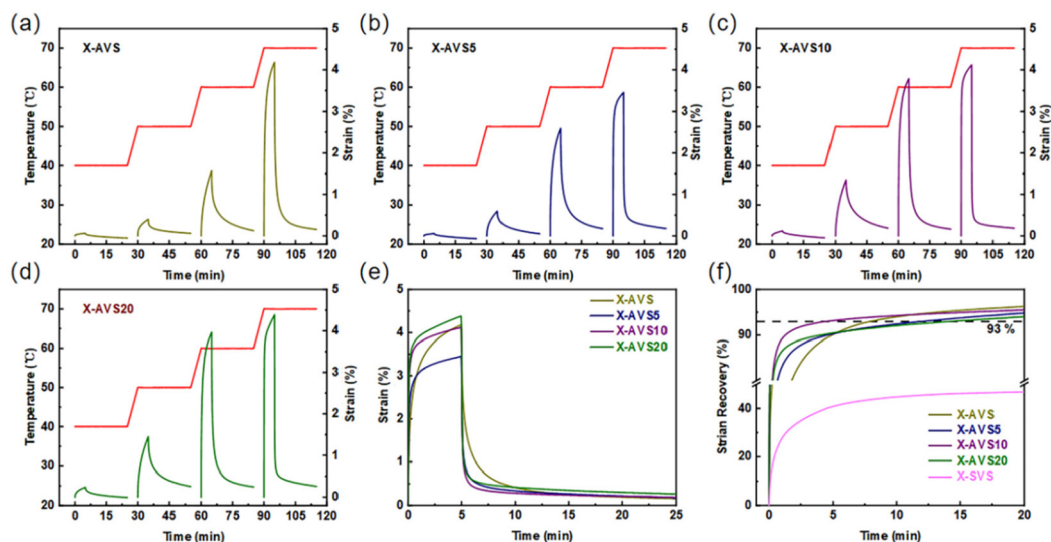 (a)
X-AVS
Temperature (℃)
70
60
50
40
30
20
5
4
3
2
1
0
Strain (%)
0 15 30 45 60 75 90 105 120
Time (min)
(b)
X-AVS5
Temperature (℃)
70
60
50
40
30
20
5
4
3
2
1
0
Strain (%)
0 15 30 45 60 75 90 105 120
Time (min)
(c)
X-AVS10
Temperature (℃)
70
60
50
40
30
20
5
4
3
2
1
0
Strain (%)
0 15 30 45 60 75 90 105 120
Time (min)
(d)
X-AVS20
Temperature (℃)
70
60
50
40
30
20
5
4
3
2
1
0
Strain (%)
0 15 30 45 60 75 90 105 120
Time (min)
(e)
X-AVS
X-AVS5
X-AVS10
X-AVS20
Strain (%)
5
4
3
2
1
0
0 5 10 15 20 25
Time (min)
(f)
Strian Recovery (%)
100
90
40
20
0
93 %
X-AVS
X-AVS5
X-AVS10
X-AVS20
X-SVS
0 5 10 15 20
Time (min)